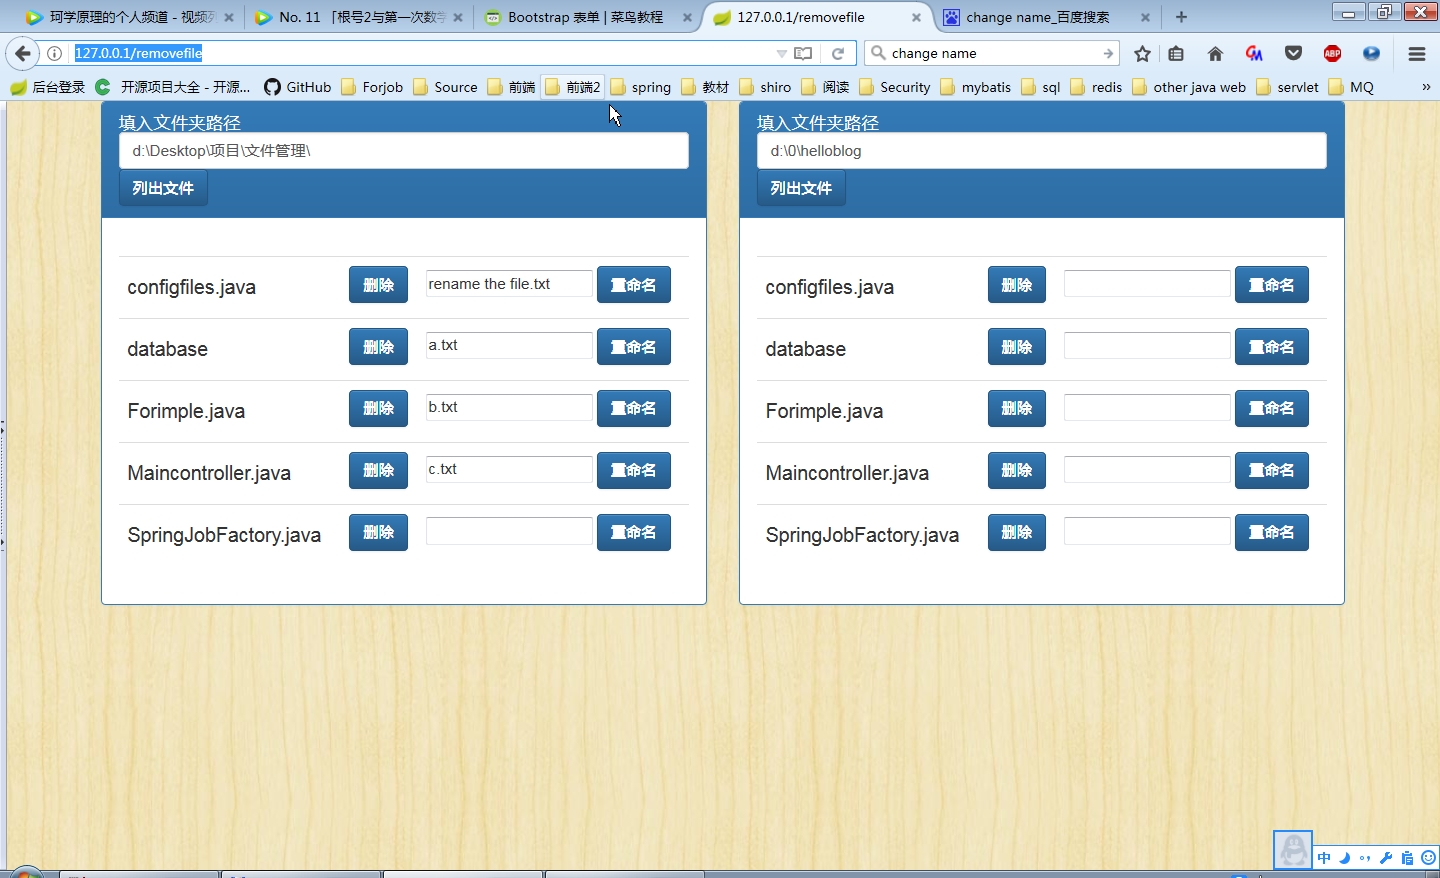 珂学原理的个人频道 - 视频
No. 11 「根号2与第一次数学
Bootstrap 表单 | 菜鸟教程
127.0.0.1/removefile
change name_百度搜索
127.0.0.1/removefile
change name
ABP
后台登录
开源项目大全 - 开源...
GitHub
Forjob
Source
前端
前端2
spring
教材
shiro
阅读
Security
mybatis
sql
redis
other java web
servlet
MQ
填入文件夹路径
d:\Desktop\项目\文件管理\
列出文件
configfiles.java 删除 rename the file.txt 重命名
database 删除 a.txt 重命名
Forimple.java 删除 b.txt 重命名
Maincontroller.java 删除 c.txt 重命名
SpringJobFactory.java 删除 重命名
填入文件夹路径
d:\0\helloblog
列出文件
configfiles.java 删除 重命名
database 删除 重命名
Forimple.java 删除 重命名
Maincontroller.java 删除 重命名
SpringJobFactory.java 删除 重命名
中